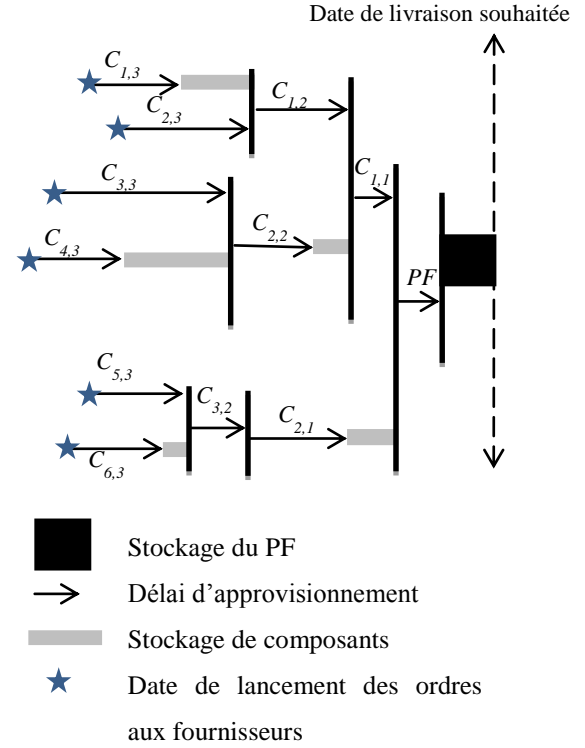 Date de livraison souhaitée
C1,3
C2,3
C1,2
C3,3
C1,1
C4,3
C2,2
PF
C5,3
C3,2
C2,1
C6,3
Stockage du PF
Délai d’approvisionnement
Stockage de composants
Date de lancement des ordres
aux fournisseurs